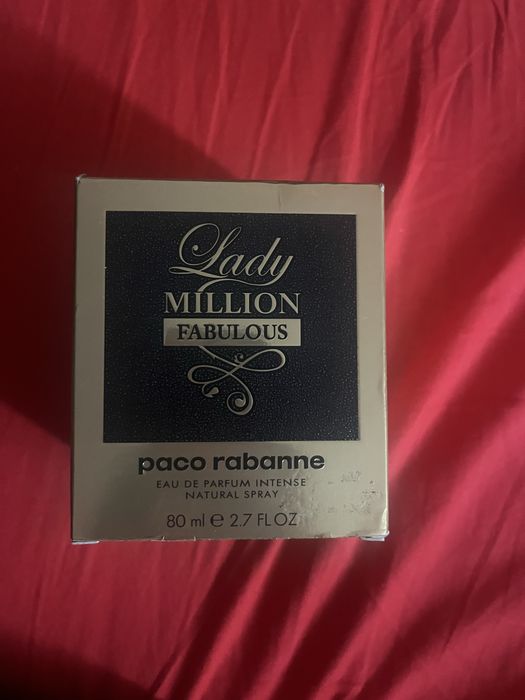 Lady
MILLION
FABULOUS
paco rabanne
EAU DE PARFUM INTENSE
NATURAL SPRAY
80 ml ℮ 2.7 FL OZ